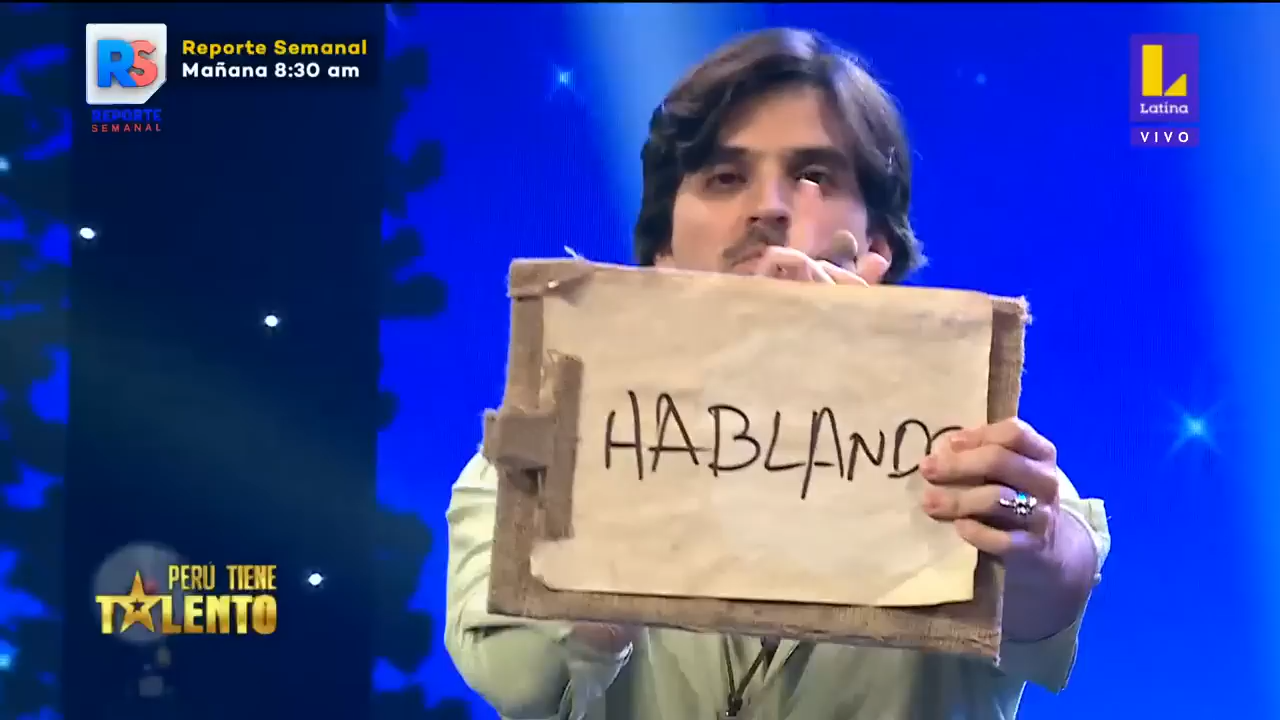 RS
Reporte Semanal
Mañana 8:30 am
REPORTE
SEMANAL
Latina
VIVO
HABLANDO
PERÚ TIENE
TALENTO